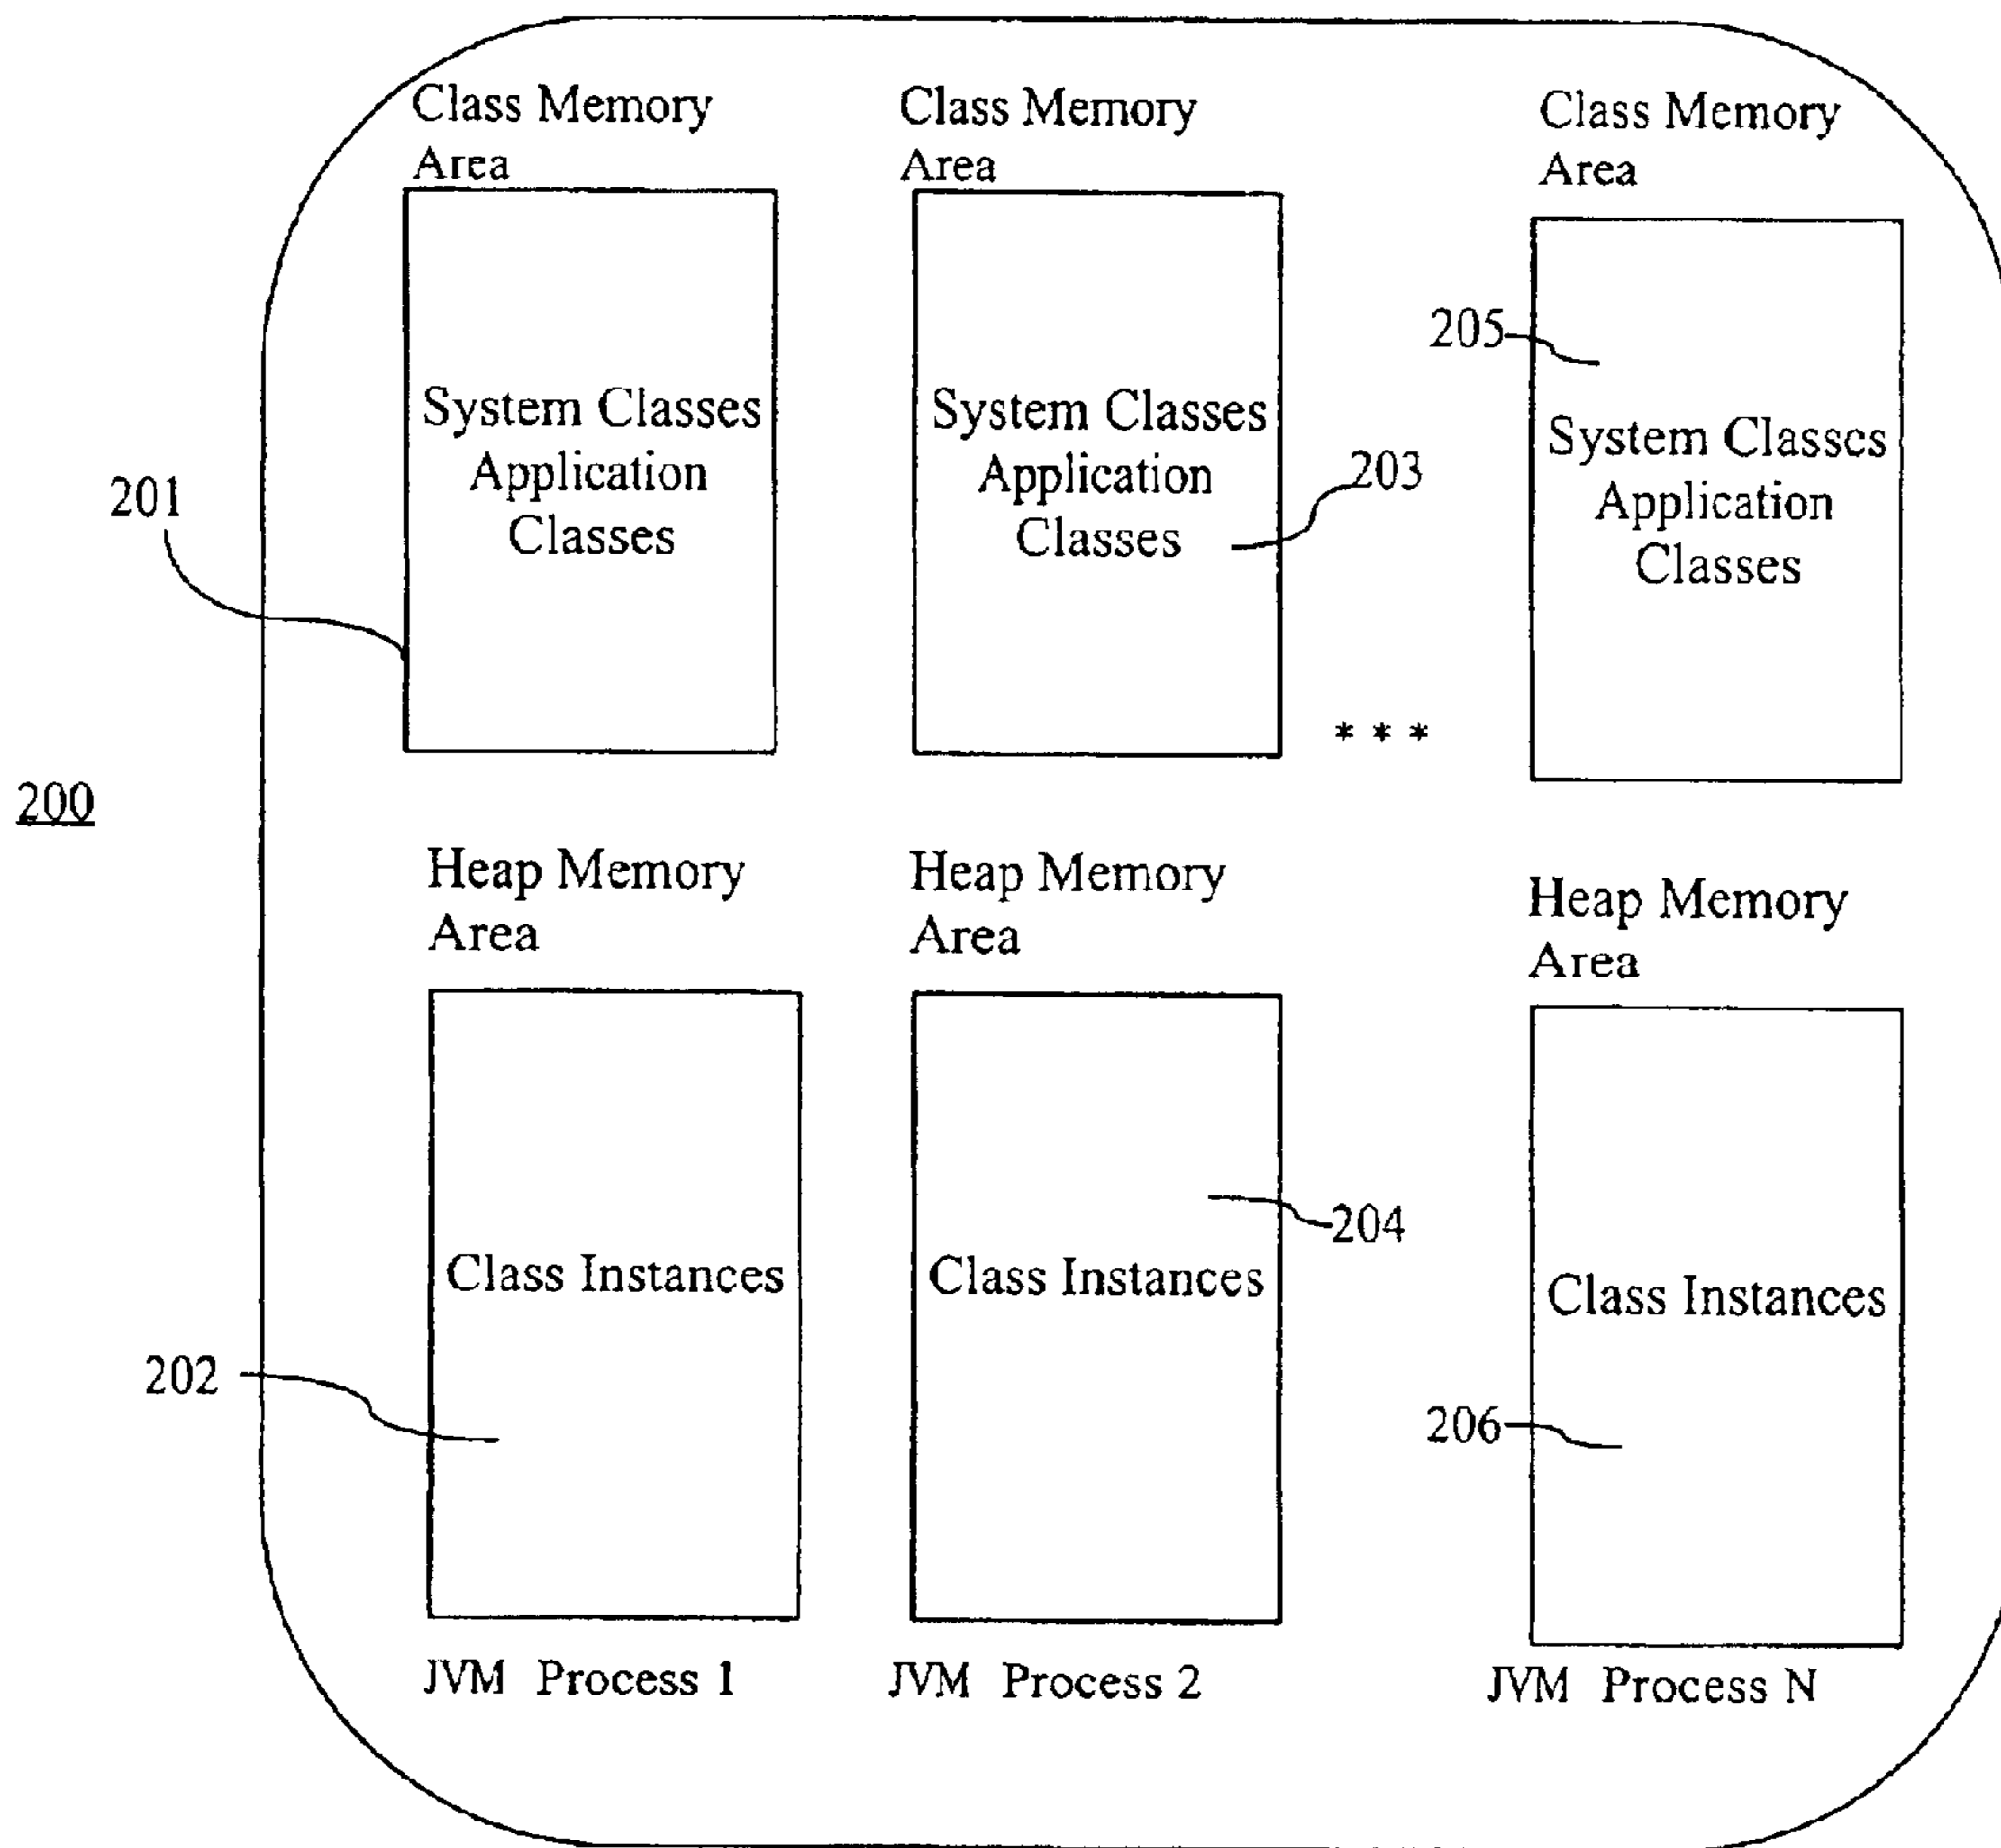 Class Memory
Area
Class Memory
Area
Class Memory
Area
System Classes
Application
Classes
System Classes
Application
Classes
System Classes
Application
Classes
201
203
205
* * *
200
Heap Memory
Area
Heap Memory
Area
Heap Memory
Area
Class Instances
Class Instances
Class Instances
202
204
206
JVM Process 1
JVM Process 2
JVM Process N